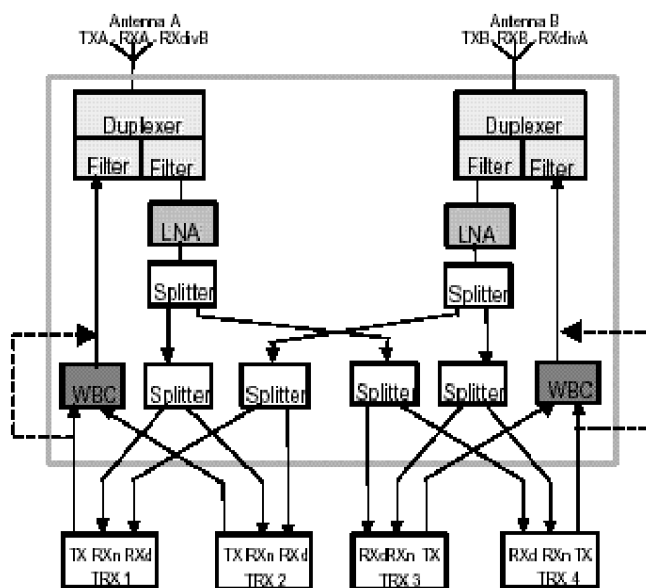 Antenna A
TXA - RXA - RXdivB
Antenna B
TXB - RXB - RXdivA
Duplexer
Filter
Filter
Duplexer
Filter
Filter
LNA
LNA
Splitter
Splitter
WBC
Splitter
Splitter
Splitter
Splitter
WBC
TX RXn RXd
TRX 1
TX RXn RXd
TRX 2
RXd RXn TX
TRX 3
RXd RXn TX
TRX 4